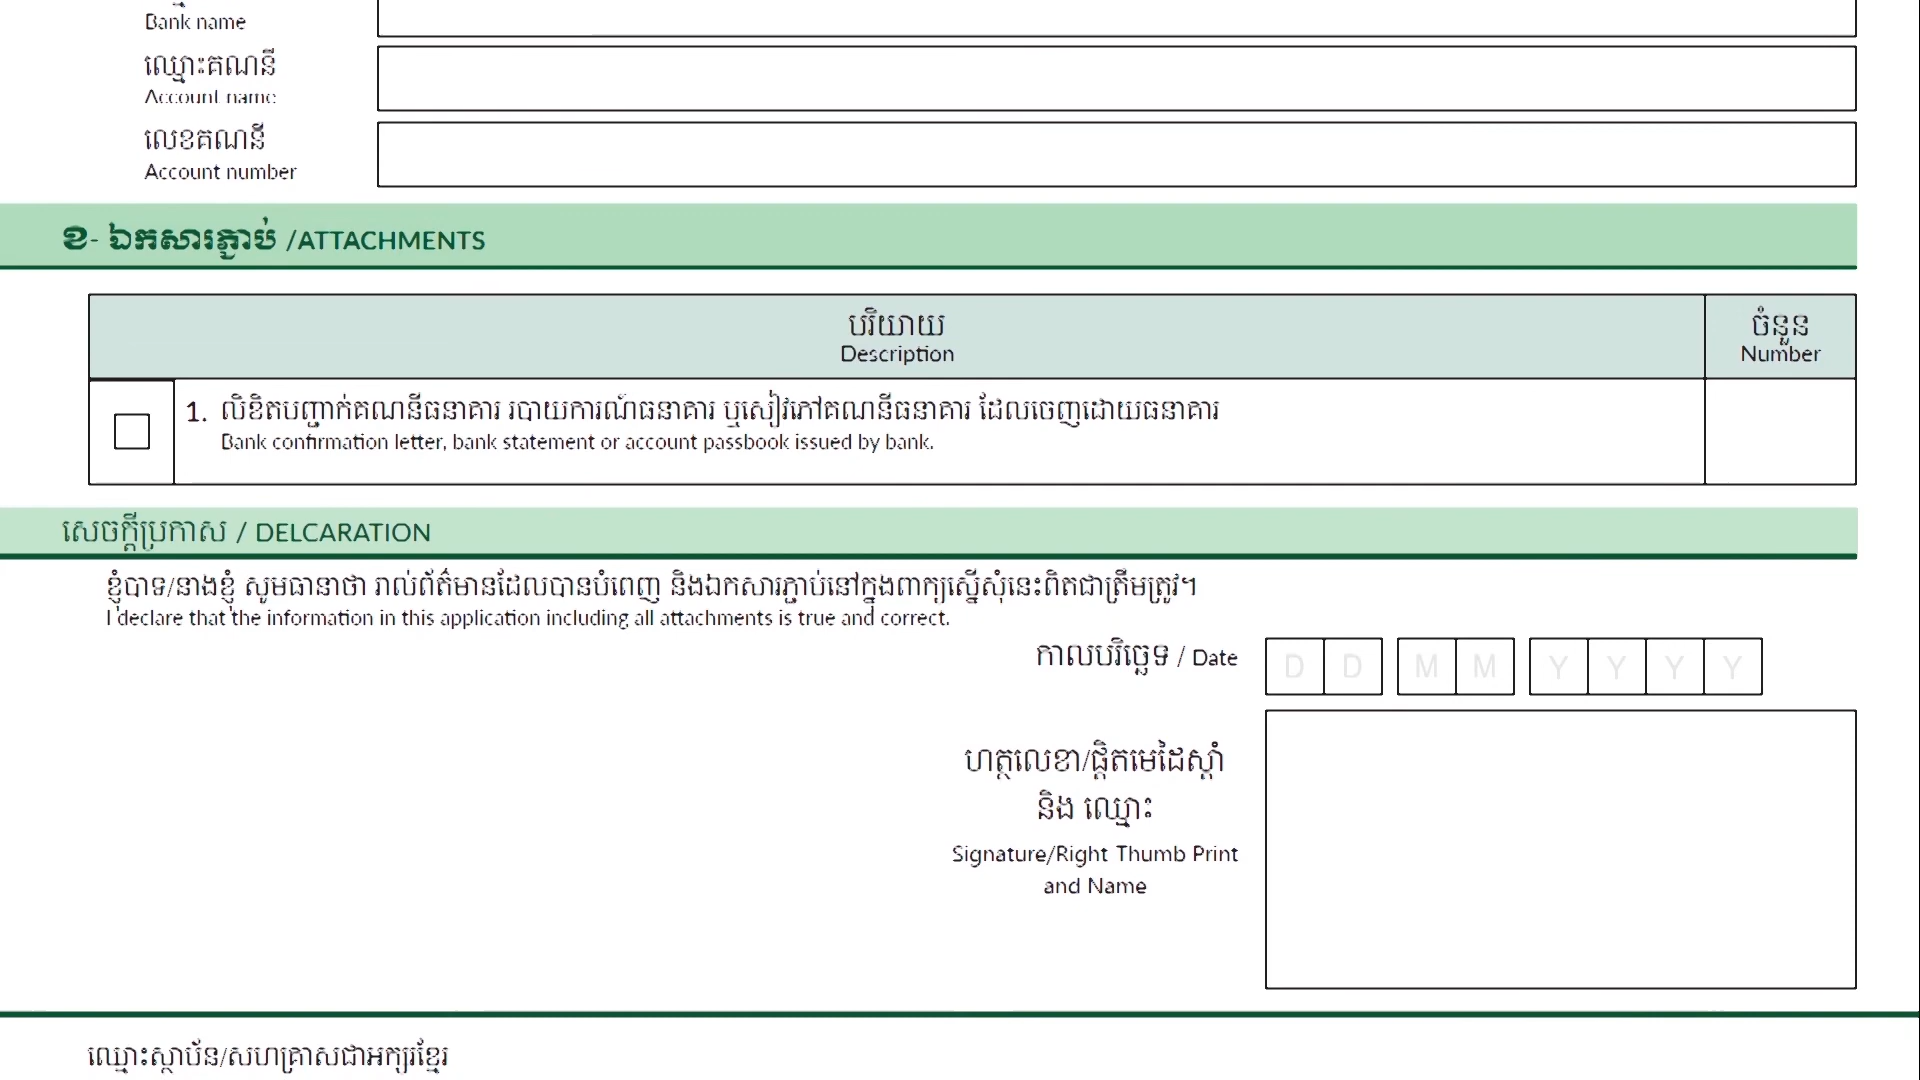 Bank name
ឈ្មោះគណនី
Account name
លេខគណនី
Account number
ខ- ឯកសារភ្ជាប់ /ATTACHMENTS
បរិយាយ
Description
ចំនួន
Number
1. លិខិតបញ្ជាក់គណនីធនាគារ របាយការណ៍ធនាគារ ឬសៀវភៅគណនីធនាគារ ដែលចេញដោយធនាគារ
Bank confirmation letter, bank statement or account passbook issued by bank.
សេចក្តីប្រកាស / DELCARATION
ខ្ញុំបាទ/នាងខ្ញុំ សូមធានាថា រាល់ព័ត៌មានដែលបានបំពេញ និងឯកសារភ្ជាប់នៅក្នុងពាក្យស្នើសុំនេះពិតជាត្រឹមត្រូវ។
I declare that the information in this application including all attachments is true and correct.
កាលបរិច្ឆេទ / Date
D D M M Y Y Y Y
ហត្ថលេខា/ផ្តិតមេដៃស្តាំ
និង ឈ្មោះ
Signature/Right Thumb Print
and Name
ឈ្មោះស្ថាប័ន/សហគ្រាសជាអក្សរខ្មែរ